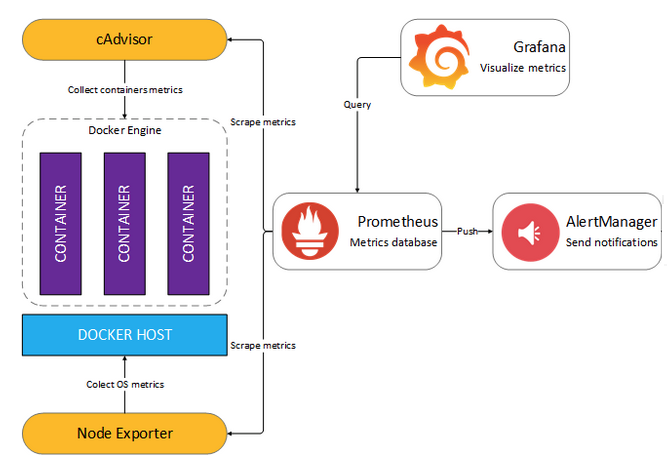 cAdvisor
Collect containers metrics
Docker Engine
CONTAINER
CONTAINER
CONTAINER
DOCKER HOST
Colect OS metrics
Node Exporter
Scrape metrics
Scrape metrics
Grafana
Visualize metrics
Query
Prometheus
Metrics database
Push
AlertManager
Send notifications